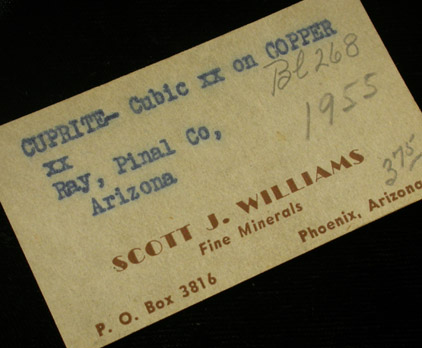 CUPRITE- Cubic xx on COPPER
xx
Ray, Pinal Co,
Arizona
Bl 268
1955
375
SCOTT J. WILLIAMS
Fine Minerals
P. O. Box 3816
Phoenix, Arizona